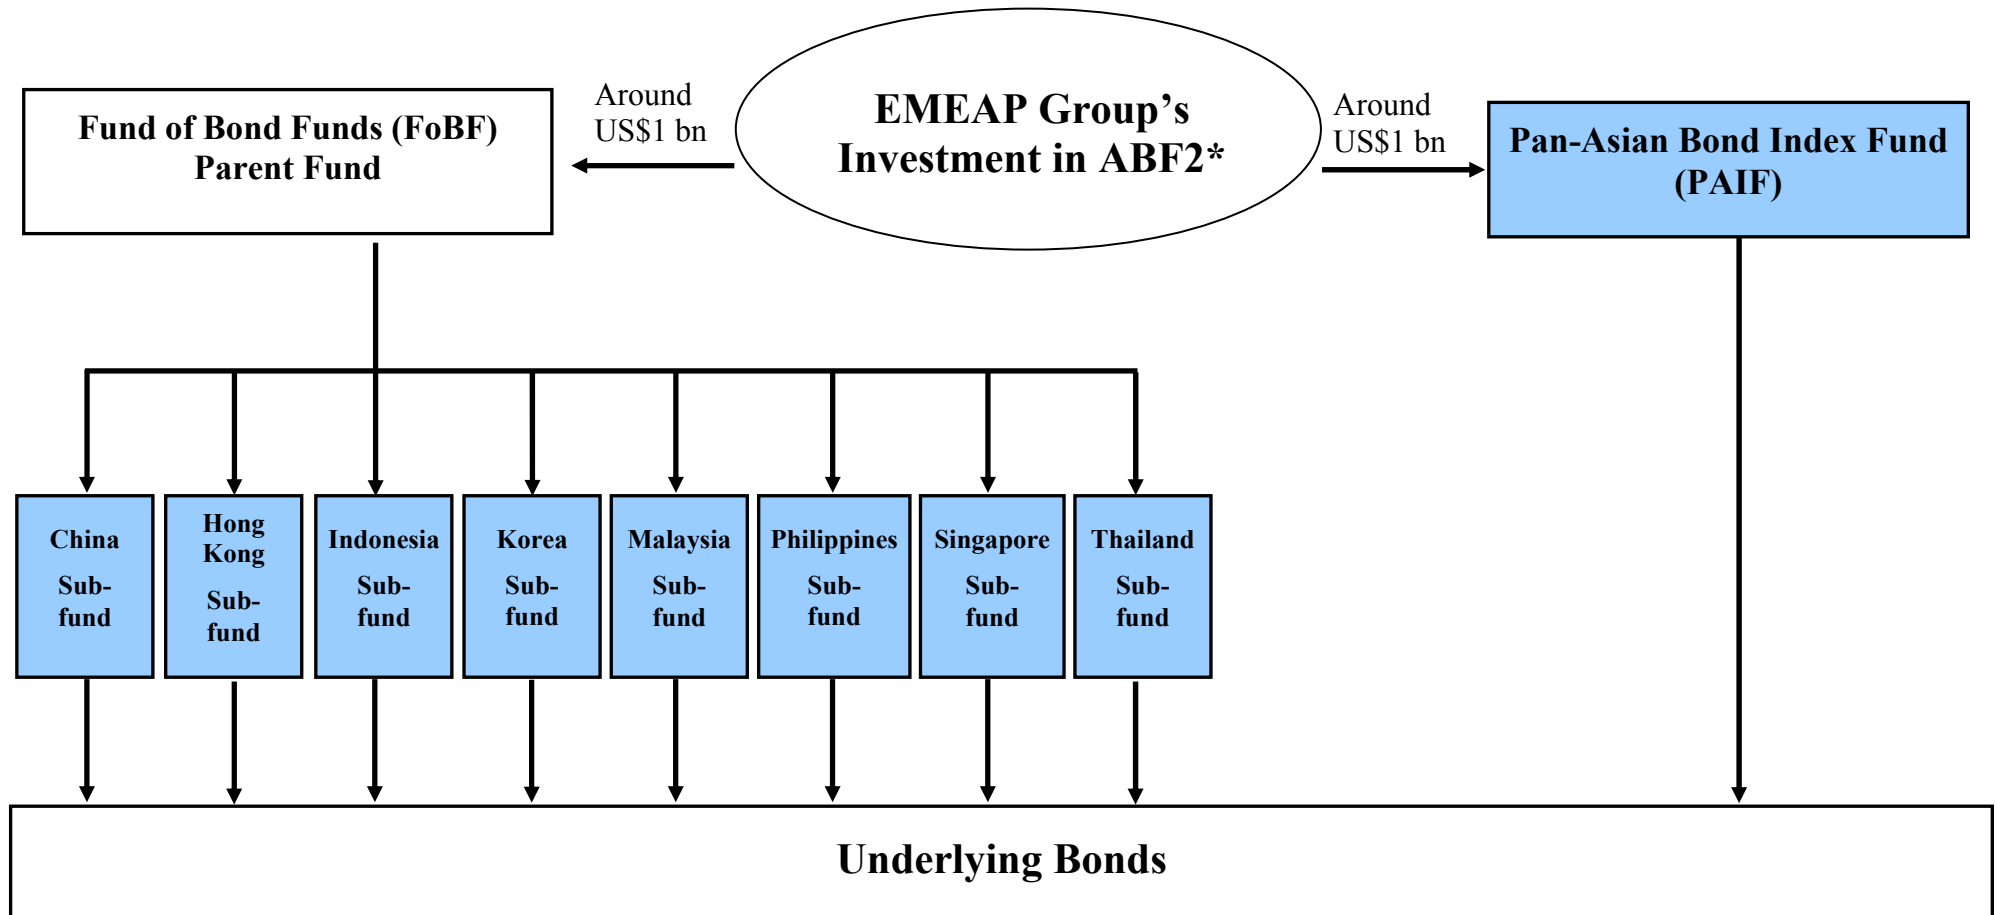 Fund of Bond Funds (FoBF)
Parent Fund
Around
US$1 bn
EMEAP Group’s
Investment in ABF2*
Around
US$1 bn
Pan-Asian Bond Index Fund
(PAIF)
China
Sub-
fund
Hong
Kong
Sub-
fund
Indonesia
Sub-
fund
Korea
Sub-
fund
Malaysia
Sub-
fund
Philippines
Sub-
fund
Singapore
Sub-
fund
Thailand
Sub-
fund
Underlying Bonds